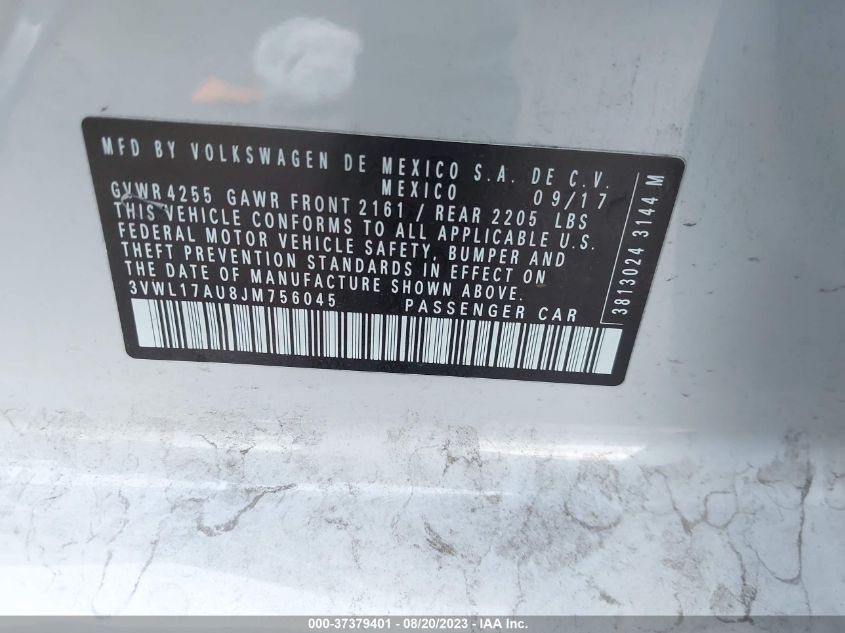 MFD BY VOLKSWAGEN DE MEXICO S.A. DE C.V.
MEXICO 09/17
GVWR 4255 GAWR FRONT 2161 / REAR 2205 LBS
THIS VEHICLE CONFORMS TO ALL APPLICABLE U.S.
FEDERAL MOTOR VEHICLE SAFETY, BUMPER AND
THEFT PREVENTION STANDARDS IN EFFECT ON
THE DATE OF MANUFACTURE SHOWN ABOVE.
3VWL17AU8JM756045 PASSENGER CAR
3813024 3144 M
000-37379401 - 08/20/2023 - IAA Inc.